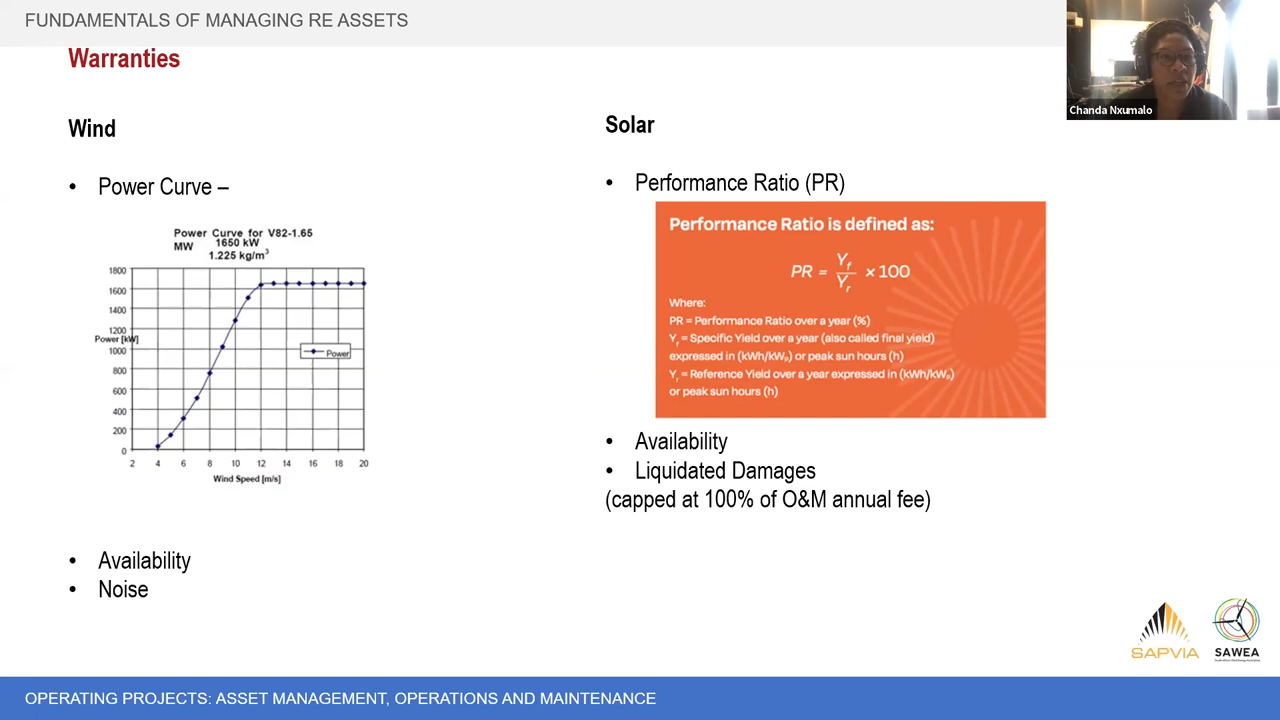 FUNDAMENTALS OF MANAGING RE ASSETS
Warranties
Chanda Nxumalo
Wind
• Power Curve –
Power Curve for V82-1.65
MW 1650 kW
1.225 kg/m³
1800
1600
1400
1200
Power [kW]
1000
800
600
400
200
0
2 4 6 8 10 12 14 16 18 20
Wind Speed [m/s]
Power
• Availability
• Noise
Solar
• Performance Ratio (PR)
Performance Ratio is defined as:
PR = Yf / Yr × 100
Where:
PR = Performance Ratio over a year (%)
Yf = Specific Yield over a year (also called final yield)
expressed in (kWh/kWp) or peak sun hours (h)
Yr = Reference Yield over a year expressed in (kWh/kWp)
or peak sun hours (h)
• Availability
• Liquidated Damages
(capped at 100% of O&M annual fee)
SAPVIA
SAWEA
OPERATING PROJECTS: ASSET MANAGEMENT, OPERATIONS AND MAINTENANCE